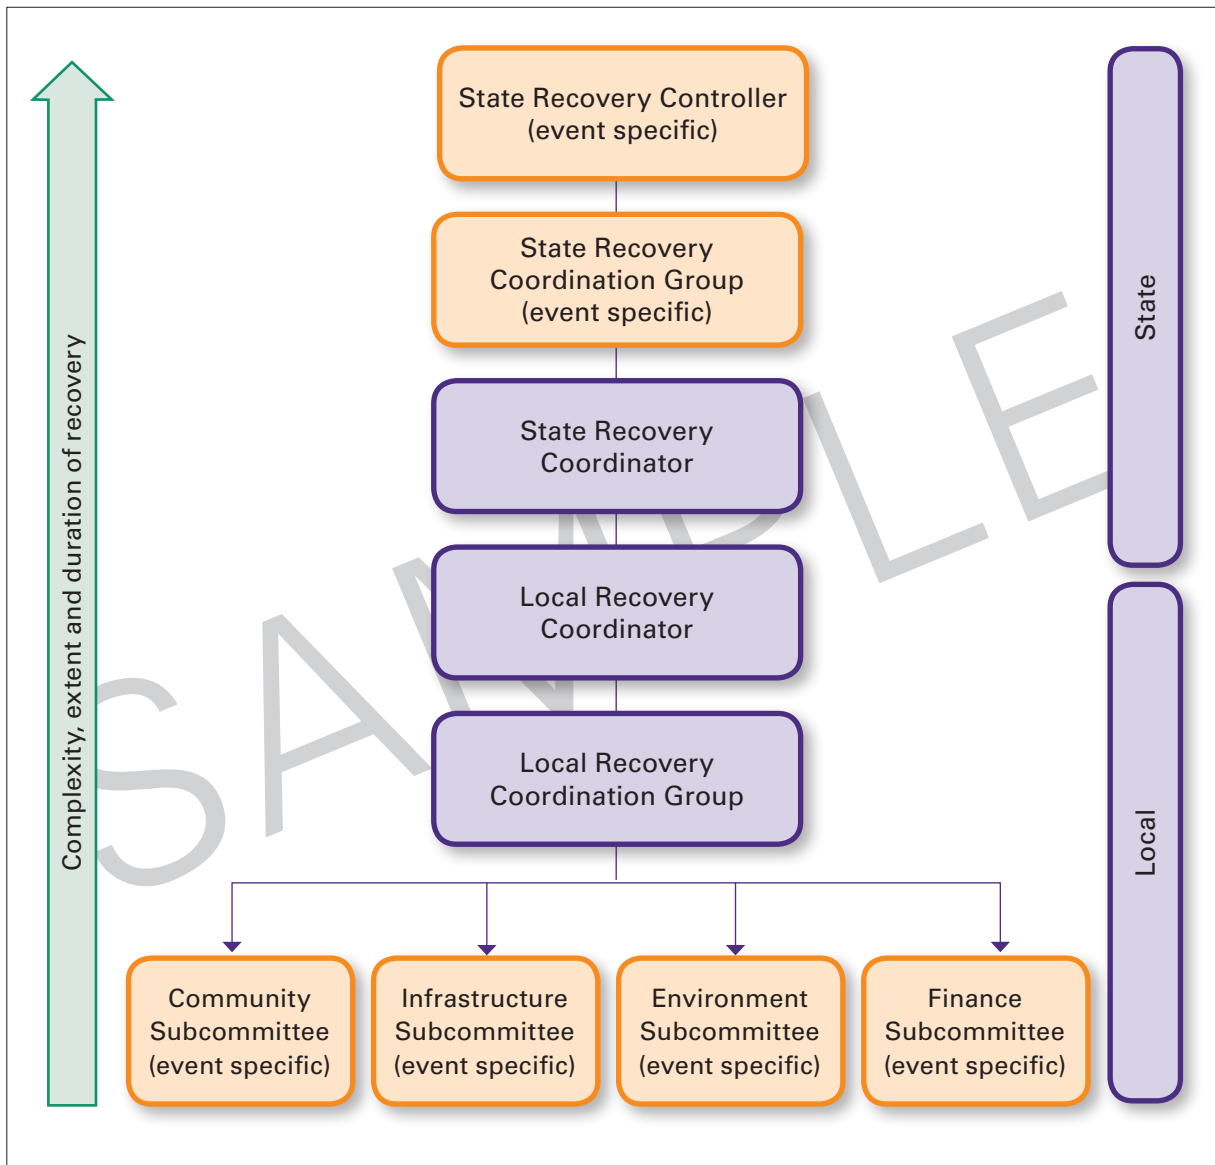 State Recovery Controller
(event specific)
State Recovery
Coordination Group
(event specific)
State Recovery
Coordinator
Local Recovery
Coordinator
Local Recovery
Coordination Group
Community
Subcommittee
(event specific)
Infrastructure
Subcommittee
(event specific)
Environment
Subcommittee
(event specific)
Finance
Subcommittee
(event specific)
Complexity, extent and duration of recovery
State
Local
SAMPLE